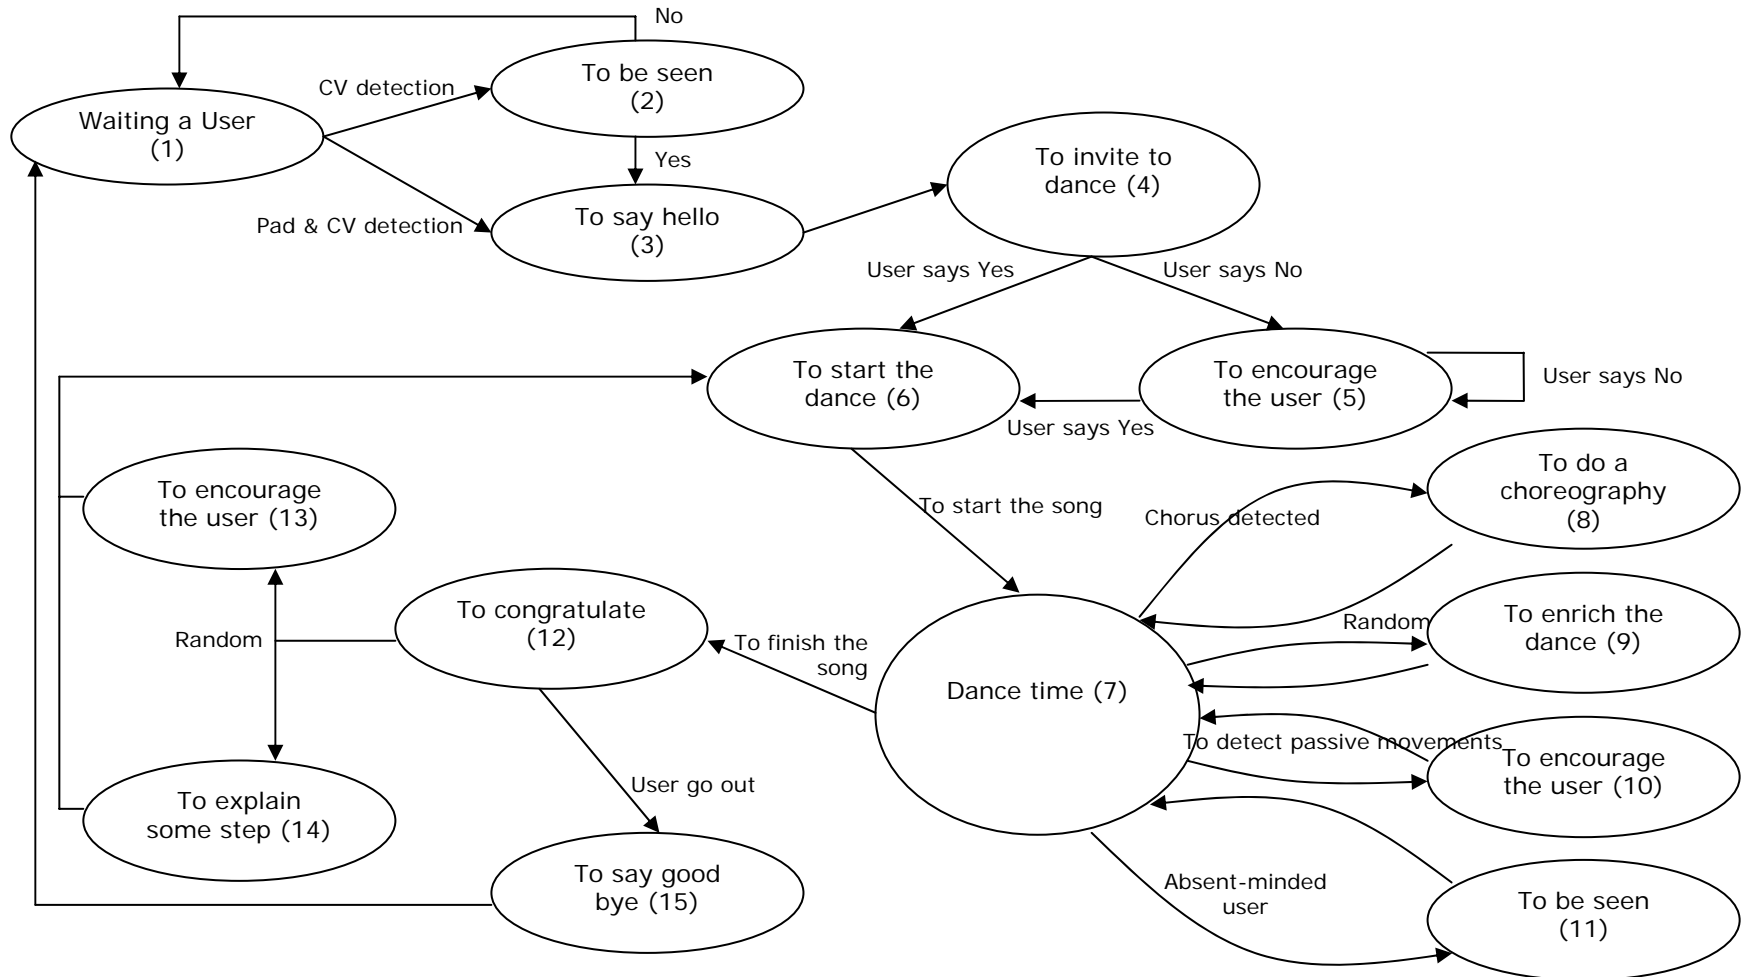 No
To be seen
(2)
CV detection
Waiting a User
(1)
Yes
To invite to
dance (4)
To say hello
(3)
Pad & CV detection
User says Yes
User says No
To start the
dance (6)
To encourage
the user (5)
User says No
User says Yes
To do a
choreography
(8)
To encourage
the user (13)
To start the song
Chorus detected
To congratulate
(12)
Random
To enrich the
dance (9)
Random
To finish the
song
Dance time (7)
To detect passive movements
To encourage
the user (10)
User go out
To explain
some step (14)
To say good
bye (15)
Absent-minded
user
To be seen
(11)